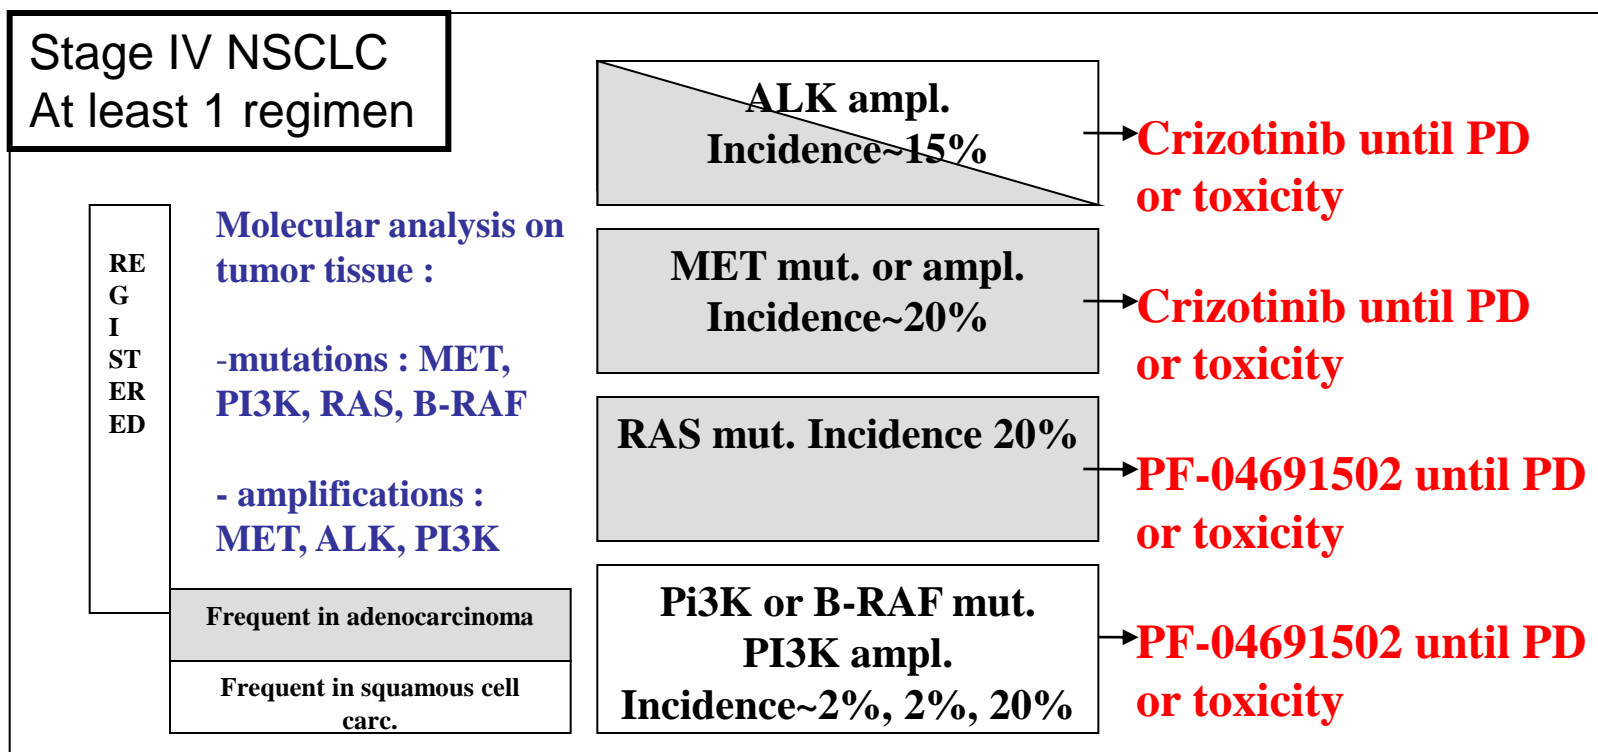 Stage IV NSCLC
At least 1 regimen
RE
G
I
ST
ER
ED
Molecular analysis on
tumor tissue :
-mutations : MET,
PI3K, RAS, B-RAF
- amplifications :
MET, ALK, PI3K
Frequent in adenocarcinoma
Frequent in squamous cell
carc.
ALK ampl.
Incidence~15%
Crizotinib until PD
or toxicity
MET mut. or ampl.
Incidence~20%
Crizotinib until PD
or toxicity
RAS mut. Incidence 20%
PF-04691502 until PD
or toxicity
Pi3K or B-RAF mut.
PI3K ampl.
Incidence~2%, 2%, 20%
PF-04691502 until PD
or toxicity